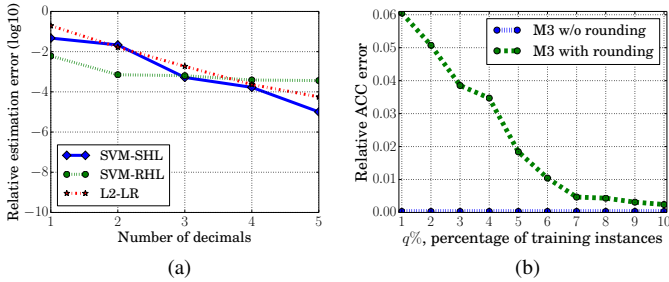 Relative estimation error (log10)
0
−2
−4
−6
−8
−10
SVM-SHL
SVM-RHL
L2-LR
1 2 3 4 5
Number of decimals
(a)
Relative ACC error
0.06
0.05
0.04
0.03
0.02
0.01
0.00
M3 w/o rounding
M3 with rounding
1 2 3 4 5 6 7 8 9 10
q%, percentage of training instances
(b)